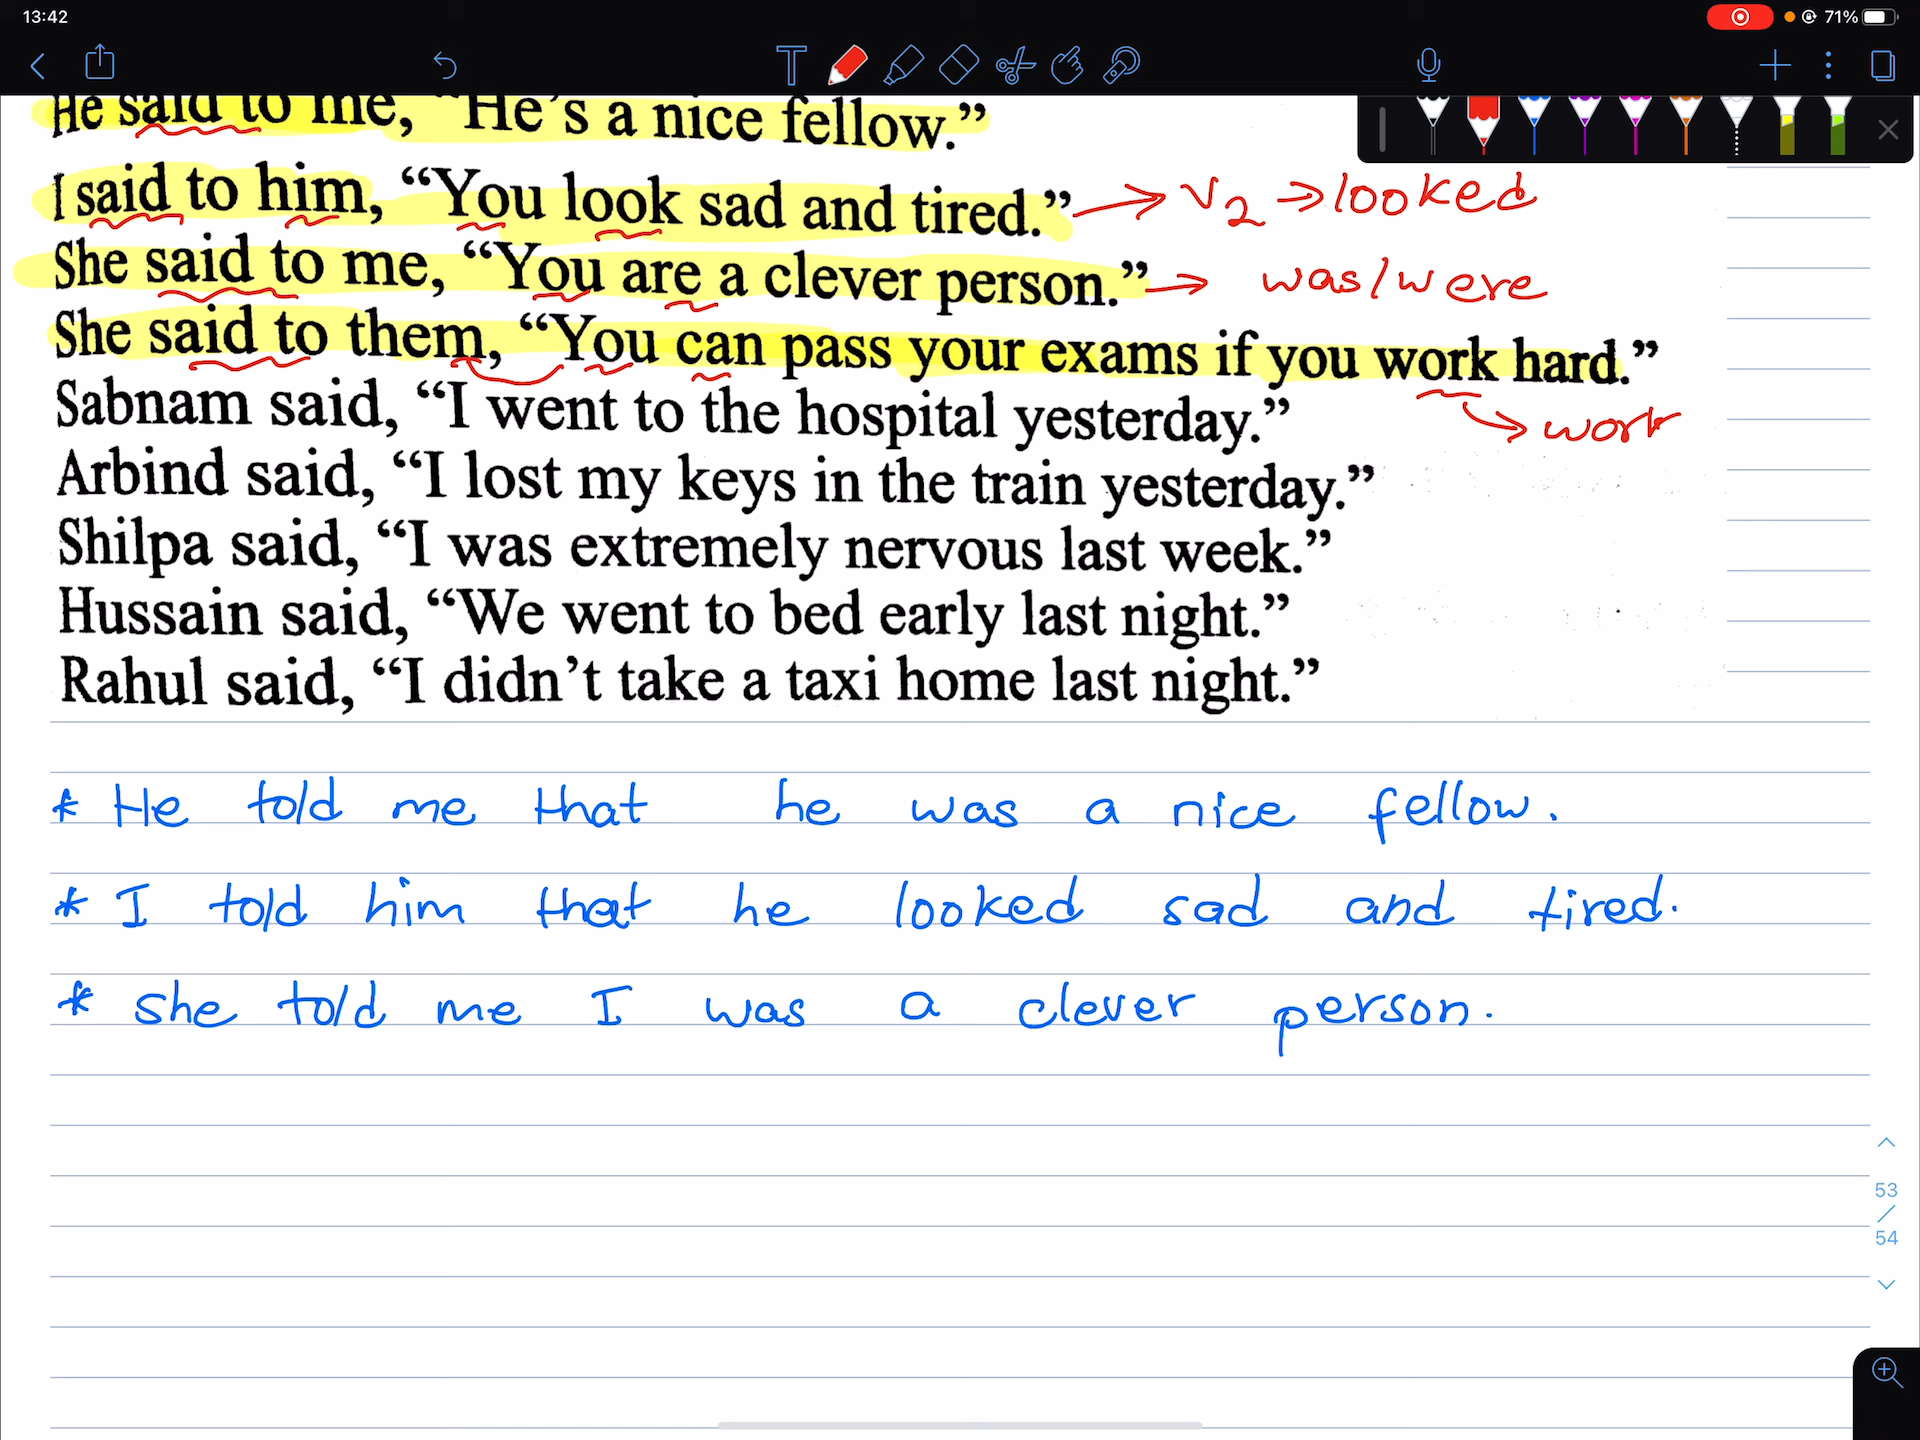 13:42
71%
He said to me, “He’s a nice fellow.”
I said to him, “You look sad and tired.” → V2 → looked
She said to me, “You are a clever person.” → was/were
She said to them, “You can pass your exams if you work hard.”
→ work
Sabnam said, “I went to the hospital yesterday.”
Arbind said, “I lost my keys in the train yesterday.”
Shilpa said, “I was extremely nervous last week.”
Hussain said, “We went to bed early last night.”
Rahul said, “I didn’t take a taxi home last night.”
* He told me that he was a nice fellow.
* I told him that he looked sad and tired.
* She told me I was a clever person.
53
/
54